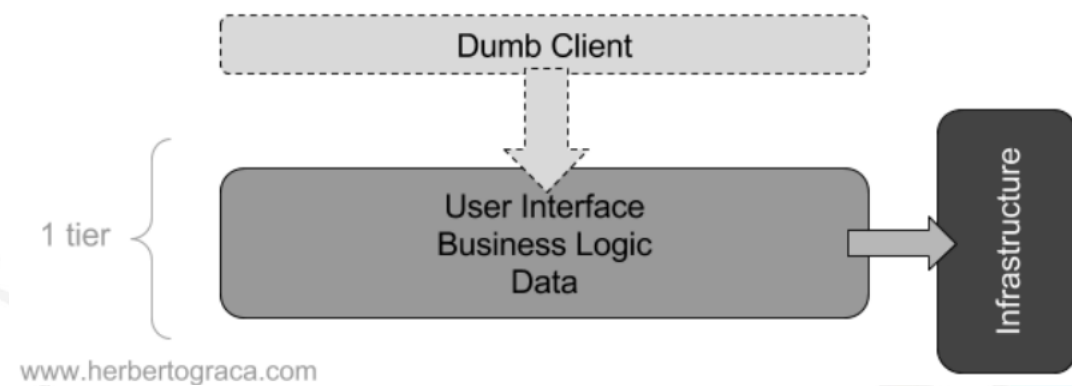 Dumb Client
1 tier
User Interface
Business Logic
Data
Infrastructure
www.herbertograca.com